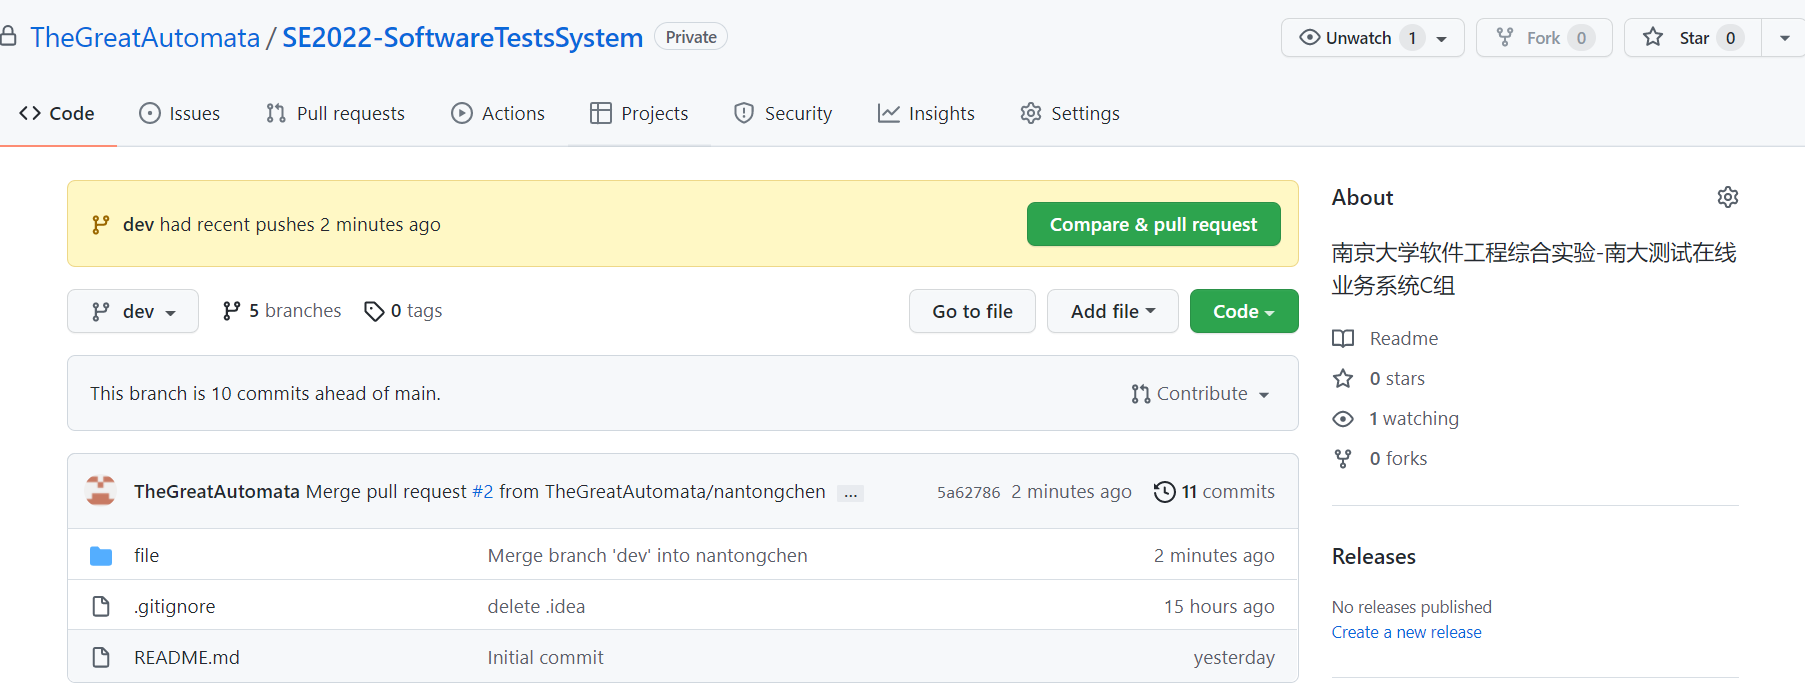 TheGreatAutomata / SE2022-SoftwareTestsSystem Private Unwatch 1 Fork 0 Star 0
Code Issues Pull requests Actions Projects Security Insights Settings
dev had recent pushes 2 minutes ago Compare & pull request
dev 5 branches 0 tags Go to file Add file Code
This branch is 10 commits ahead of main. Contribute
TheGreatAutomata Merge pull request #2 from TheGreatAutomata/nantongchen ... 5a62786 2 minutes ago 11 commits
file Merge branch 'dev' into nantongchen 2 minutes ago
.gitignore delete .idea 15 hours ago
README.md Initial commit yesterday
About
南京大学软件工程综合实验-南大测试在线
业务系统C组
Readme
0 stars
1 watching
0 forks
Releases
No releases published
Create a new release